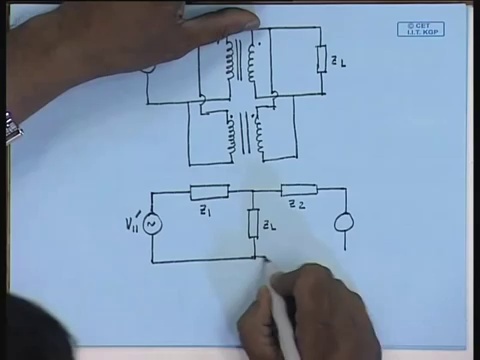 © CET
I.I.T. KGP
ZL
Z1
Z2
V11'
ZL